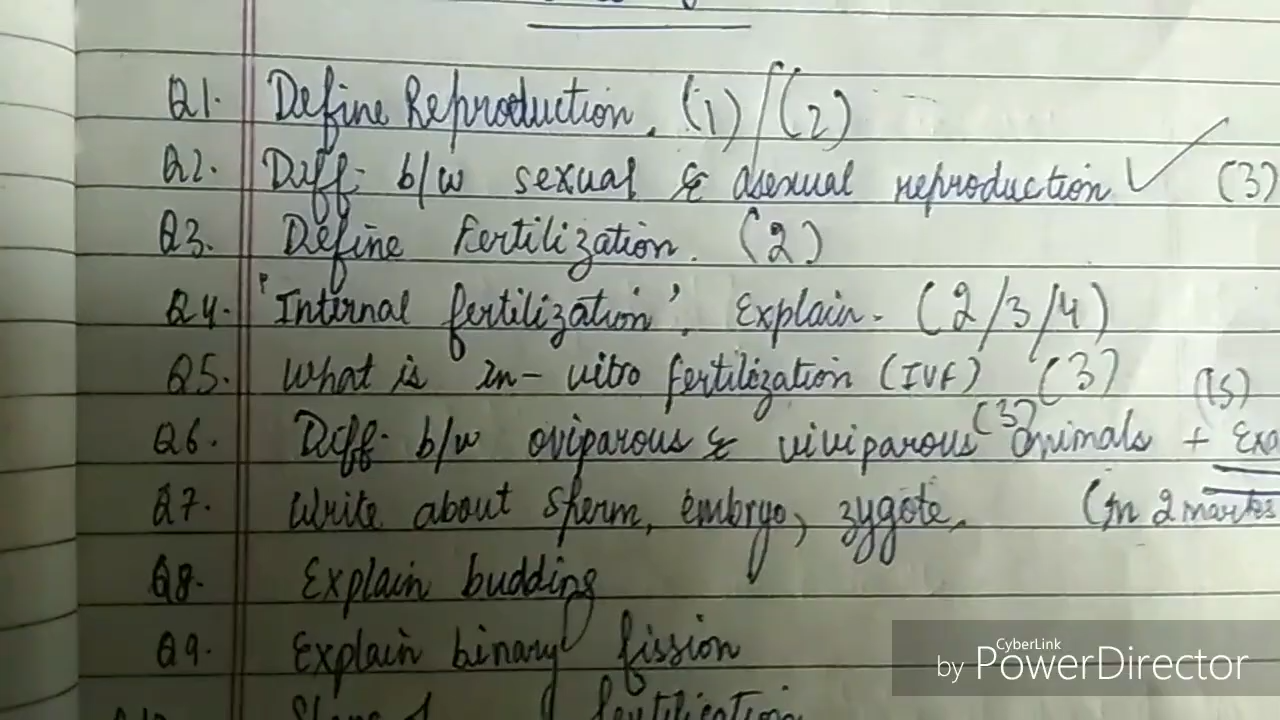 Q1. Define Reproduction. (1)/(2)
Q2. Diff. b/w sexual & asexual reproduction ✓ (3)
Q3. Define Fertilization. (2)
Q4. 'Internal fertilization'. Explain. (2/3/4)
Q5. What is In-vitro fertilization (IVF) (3)
Q6. Diff. b/w oviparous & viviparous (3) animals + Exa
Q7. Write about sperm, embryo, zygote. (In 2 marks
Q8. Explain budding
Q9. Explain binary fission
CyberLink
by PowerDirector